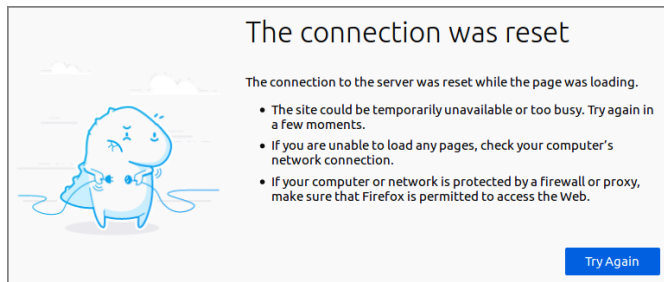 The connection was reset
The connection to the server was reset while the page was loading.
• The site could be temporarily unavailable or too busy. Try again in
a few moments.
• If you are unable to load any pages, check your computer’s
network connection.
• If your computer or network is protected by a firewall or proxy,
make sure that Firefox is permitted to access the Web.
Try Again